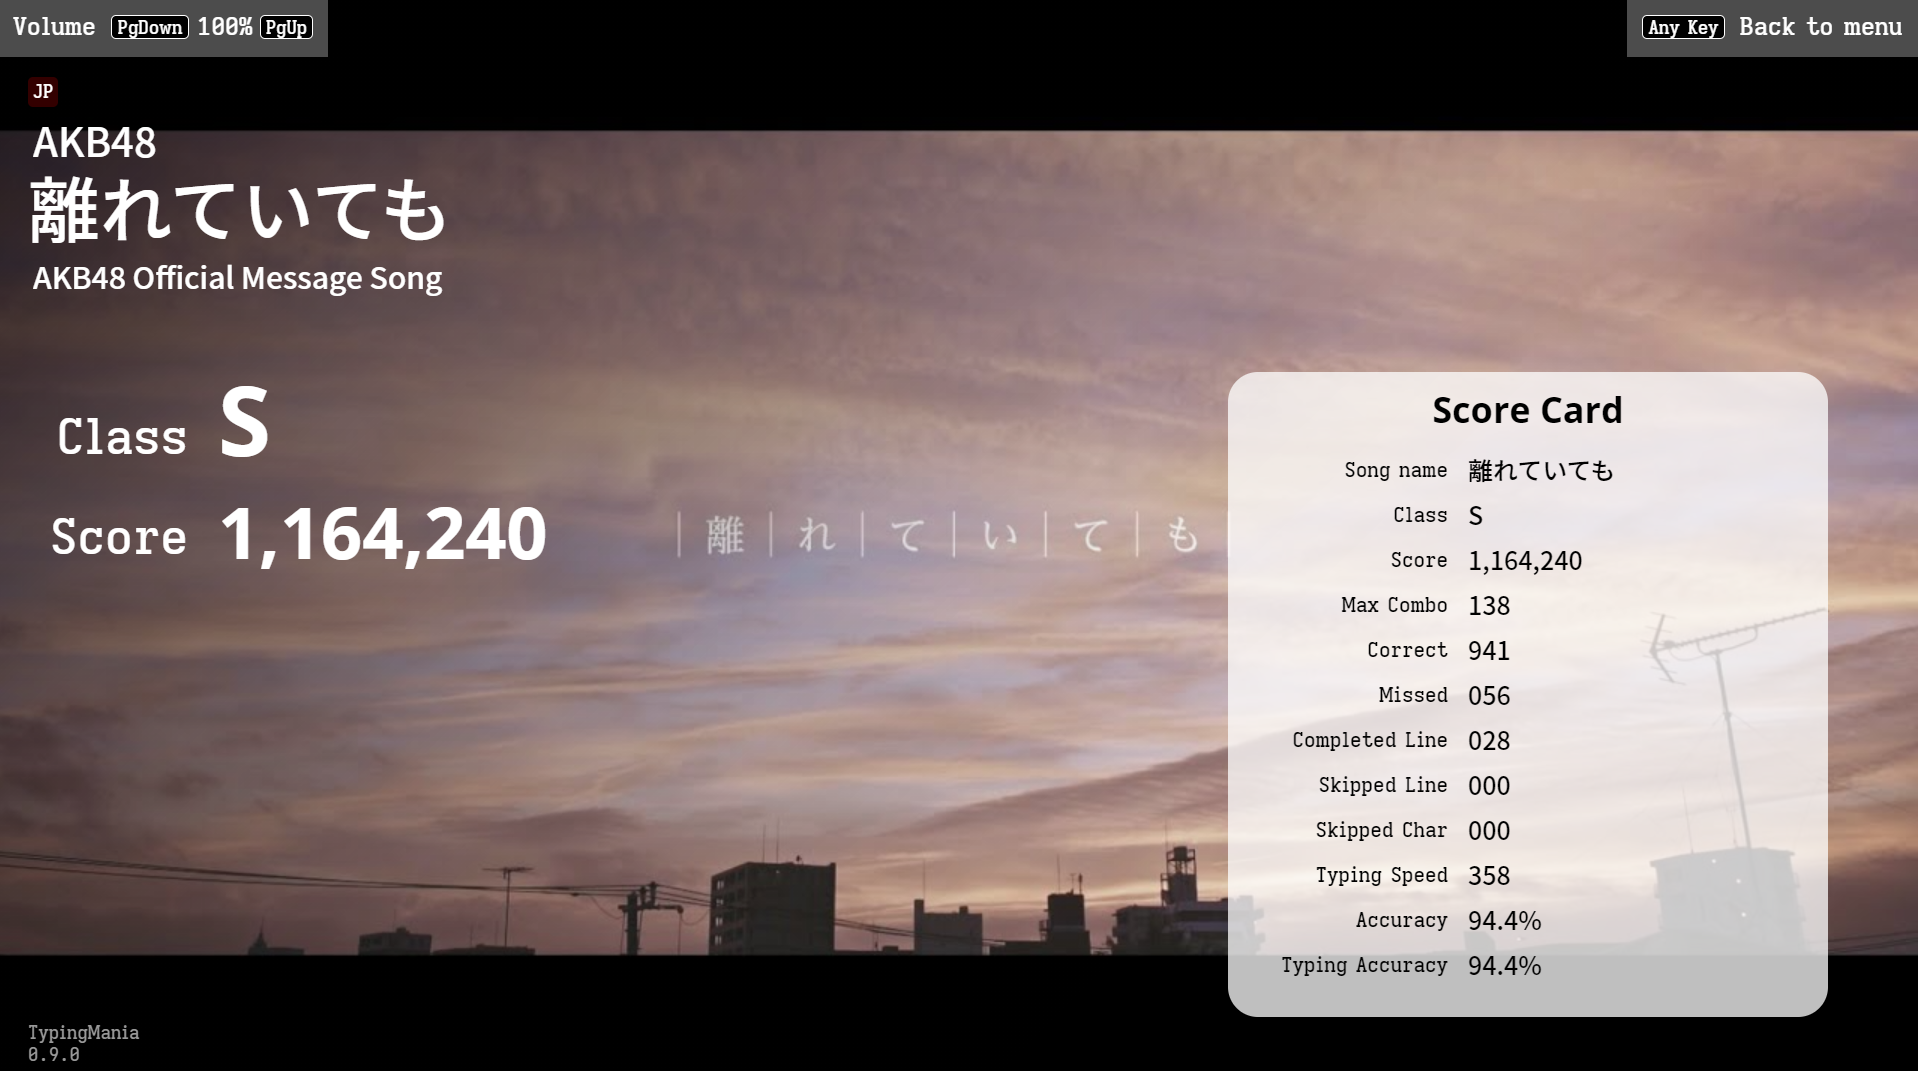 Volume PgDown 100% PgUp
Any Key Back to menu
JP
AKB48
離れていても
AKB48 Official Message Song
Class S
Score 1,164,240
|離|れ|て|い|て|も|
Score Card
Song name 離れていても
Class S
Score 1,164,240
Max Combo 138
Correct 941
Missed 056
Completed Line 028
Skipped Line 000
Skipped Char 000
Typing Speed 358
Accuracy 94.4%
Typing Accuracy 94.4%
TypingMania
0.9.0